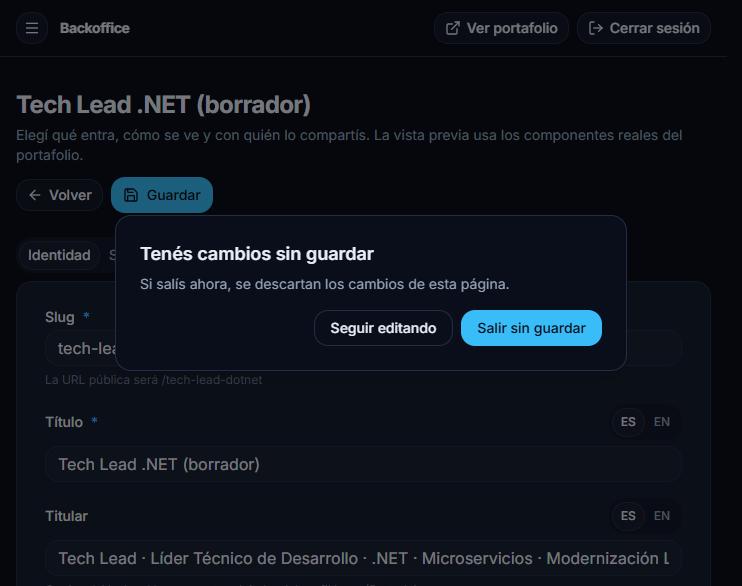 Backoffice
Ver portafolio
Cerrar sesión
Tech Lead .NET (borrador)
Elegí qué entra, cómo se ve y con quién lo compartís. La vista previa usa los componentes reales del
portafolio.
Volver
Guardar
Identidad
Tenés cambios sin guardar
Si salís ahora, se descartan los cambios de esta página.
Seguir editando
Salir sin guardar
Slug *
tech-lea
La URL pública será /tech-lead-dotnet
Título *
ES EN
Tech Lead .NET (borrador)
Titular
ES EN
Tech Lead · Líder Técnico de Desarrollo · .NET · Microservicios · Modernización L